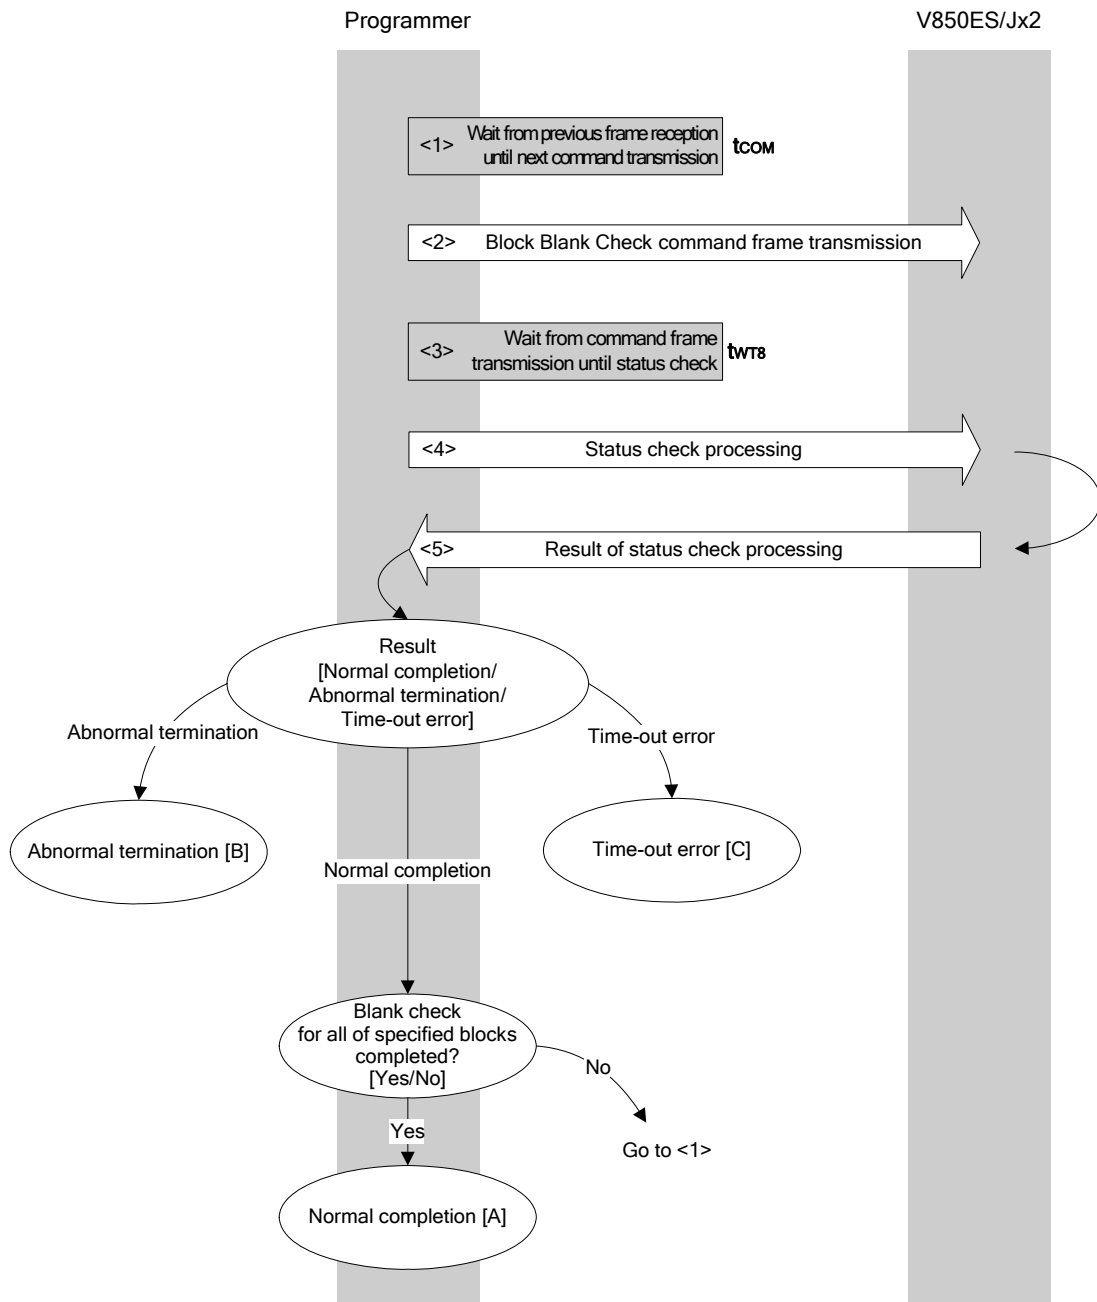 Programmer
V850ES/Jx2
<1>
Wait from previous frame reception
until next command transmission
tCOM
<2> Block Blank Check command frame transmission
<3>
Wait from command frame
transmission until status check
tWT8
<4> Status check processing
<5> Result of status check processing
Result
[Normal completion/
Abnormal termination/
Time-out error]
Abnormal termination
Time-out error
Abnormal termination [B]
Time-out error [C]
Normal completion
Blank check
for all of specified blocks
completed?
[Yes/No]
No
Yes
Go to <1>
Normal completion [A]